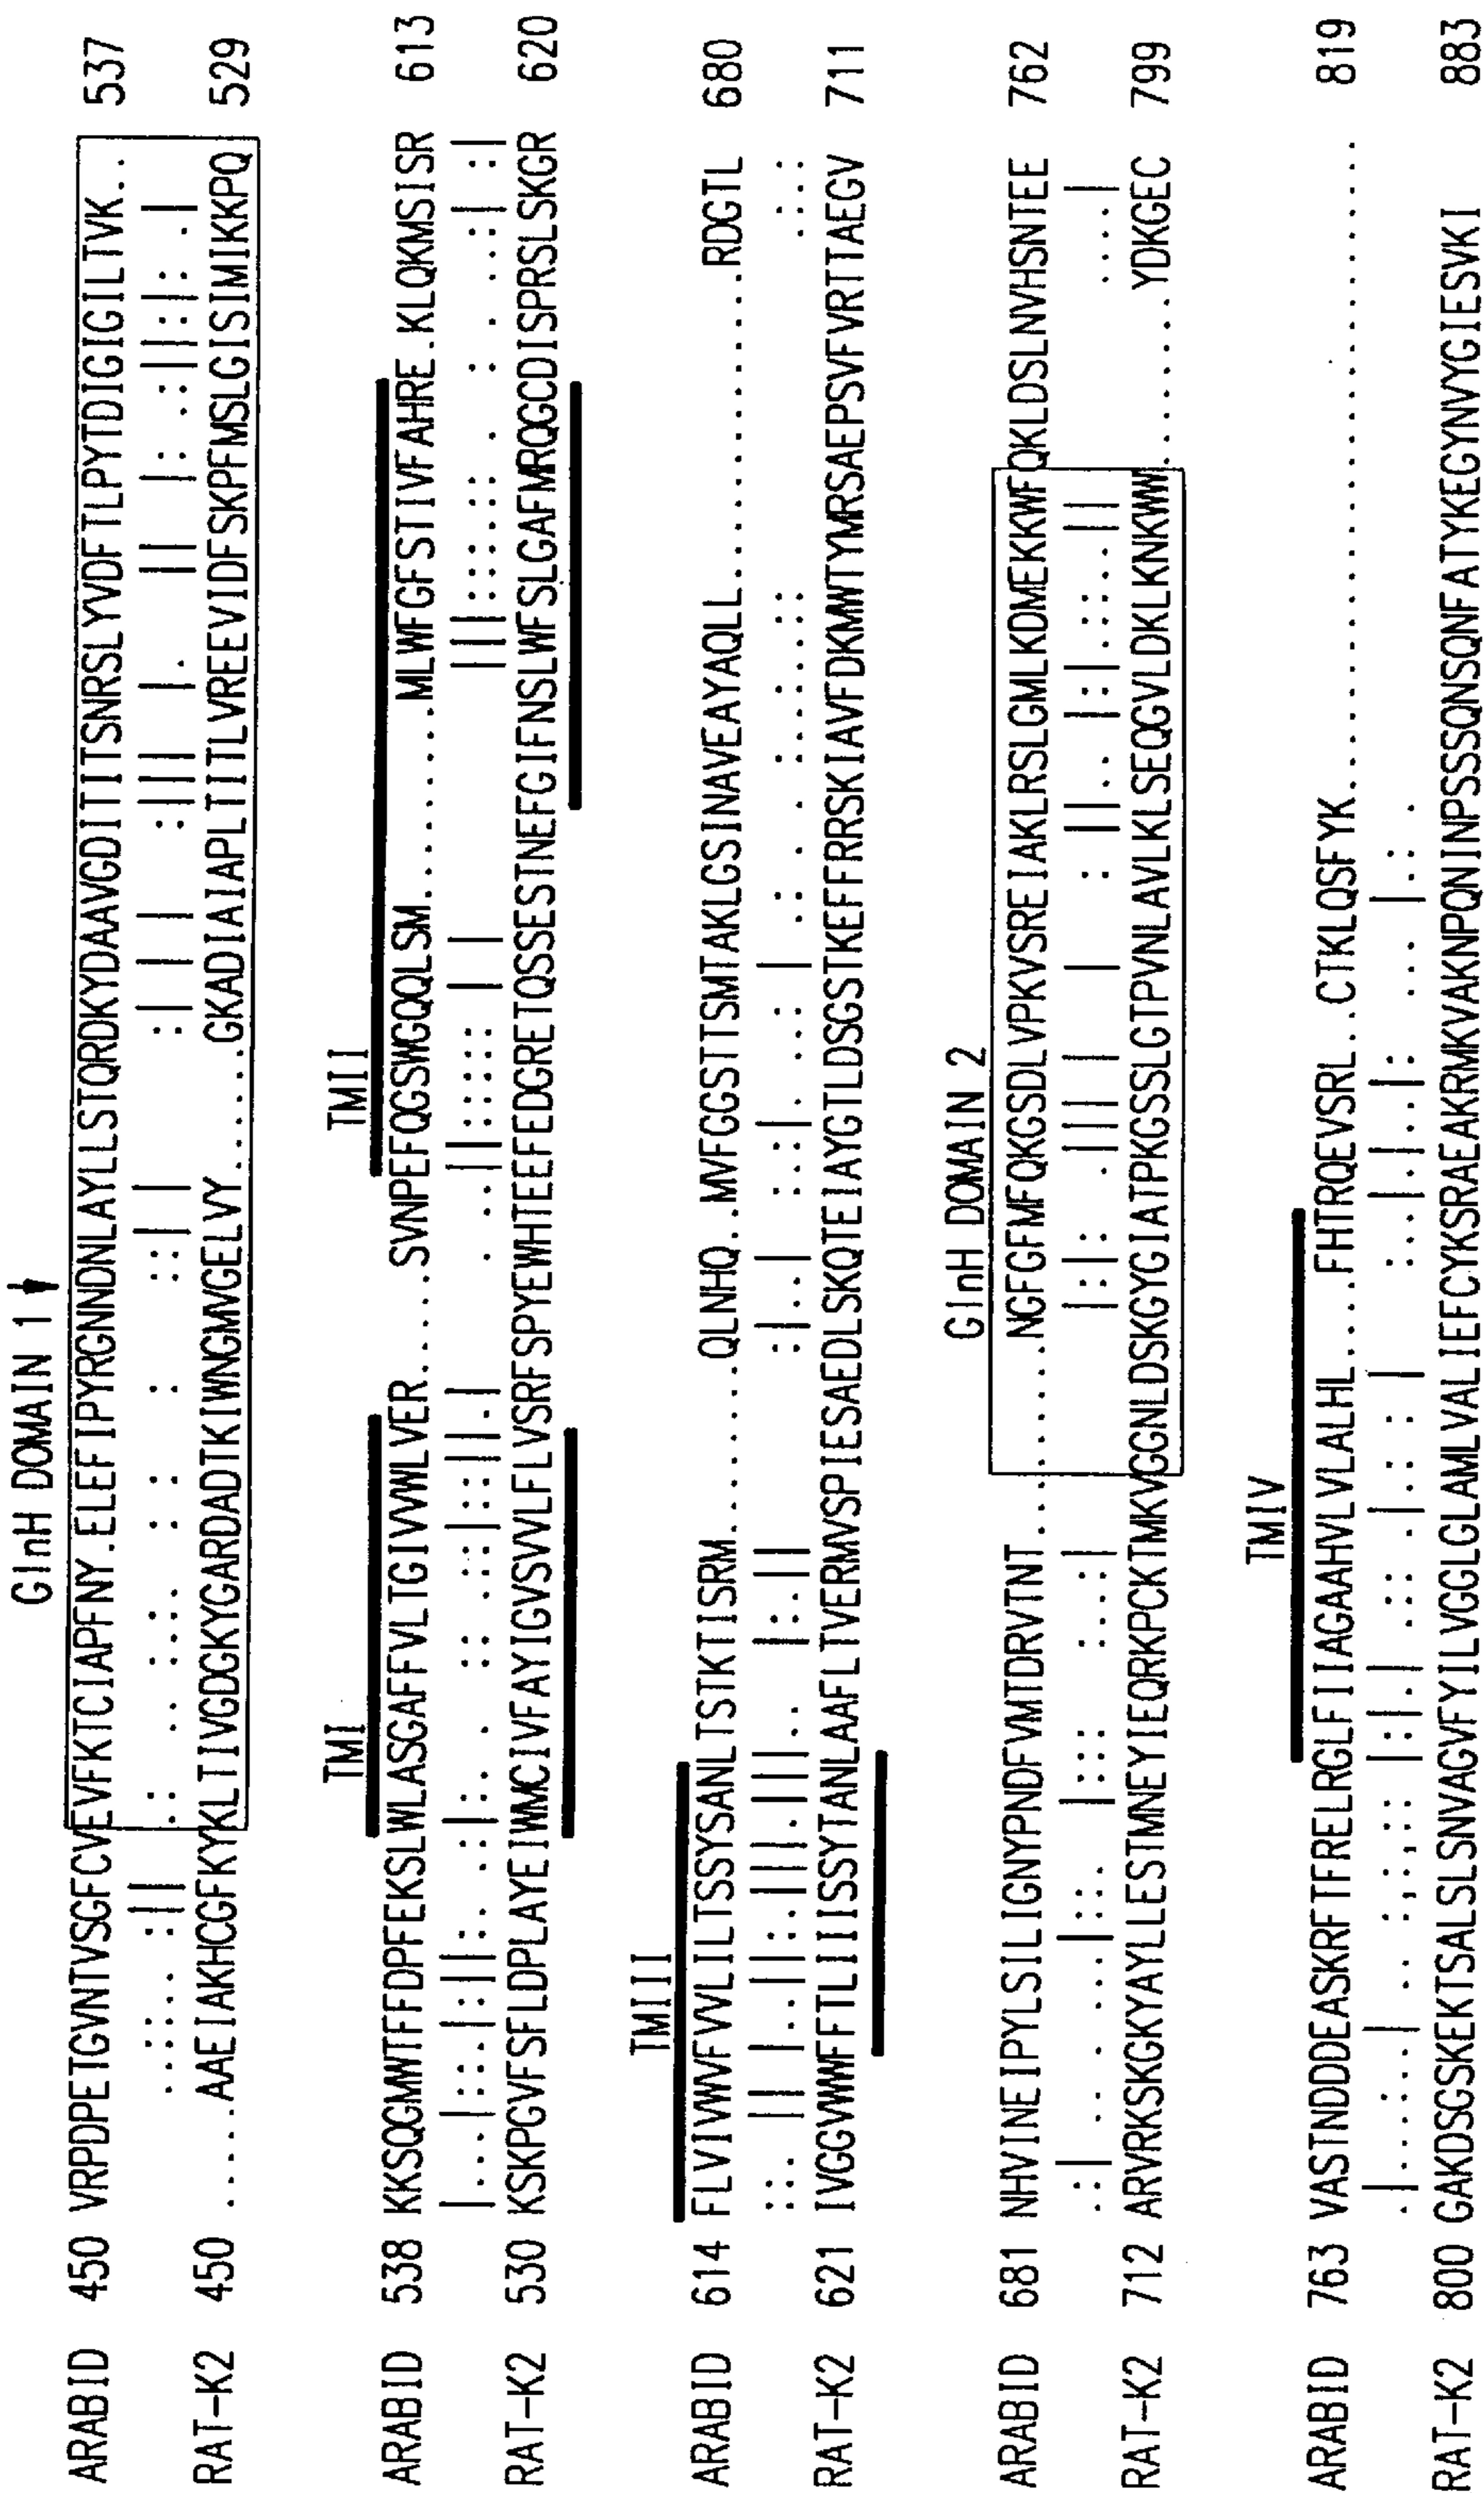 GlnH DOMAIN 1
ARABID 450 VRPDPETGVNTVSGFCVEVFKTCIAPFNY.ELEFIPYRGNNDNLAYLLSTQRDKYDAAVGDITITSNRSLYVDFTLPYTDIGIGILTVK.. 537
RAT-K2 450 .....AAEIAKHCGFKYKLTIVGDGKYGARDADTKIWNGMVGELVY.....GKADIAIAPLTITLVREEVIDFSKPFMSLGISIMIKKPQ 529
TMI TMII
ARABID 538 KKSQGMWTFFDPFEKSLWLASGAFFVLTGIVVWLVER.....SVNPEFQGSWGQQLSM.........MLWFGFSTIVFAHRE.KLQKMSISR 613
RAT-K2 530 KSKPGVFSFLDPLAYEIWMCIVFAYIGVSVVLFLVSRFSPYEWHTEEFEDGRETQSSESTNEFGIFNSLWFSLGAFMRQGCDISPRSLSKGR 620
TMIII
ARABID 614 FLVIVWVFVVLILTSSYSANLTSTKTISRM........QLNHQ..MVFGGSTTSMTAKLGSINAVEAYAQLL..............RDGTL 680
RAT-K2 621 IVGGVWWFFTLIIISSYTANLAAFLTVERMVSPIESAEDLSKQTEIAYGTLDSGSTKEFFRRSKIAVFDKMWTYMRSAEPSVFVRTTAEGV 711
GlnH DOMAIN 2
ARABID 681 NHVINEIPYLSILIGNYPNDFVMTDRVTNT.........NGFGFMFQKGSDLVPKVSREIAKLRSLGMLKDMEKKWFQKLDSLNVHSNTEE 762
RAT-K2 712 ARVRKSKGKYAYLLESTMNEYIEQRKPCKTMKVGGNLDSKGYGIATPKGSSLGTPVNLAVLKLSEQGVLDKLKNKWW........YDKGEC 799
TMIV
ARABID 763 VASTNDDDEASKRFTFRELRGLFIIAGAAHVLVLALHL.....FHTRQEVSRL..CTKLQSFYK............................. 819
RAT-K2 800 GAKDSGSKEKTSALSLSNVAGVFYILVGGLGLAMLVALIEFCYKSRAEAKRMKVAKNPQNINPSSSQNSQNFATYKEGYNVYGIESVKI 883